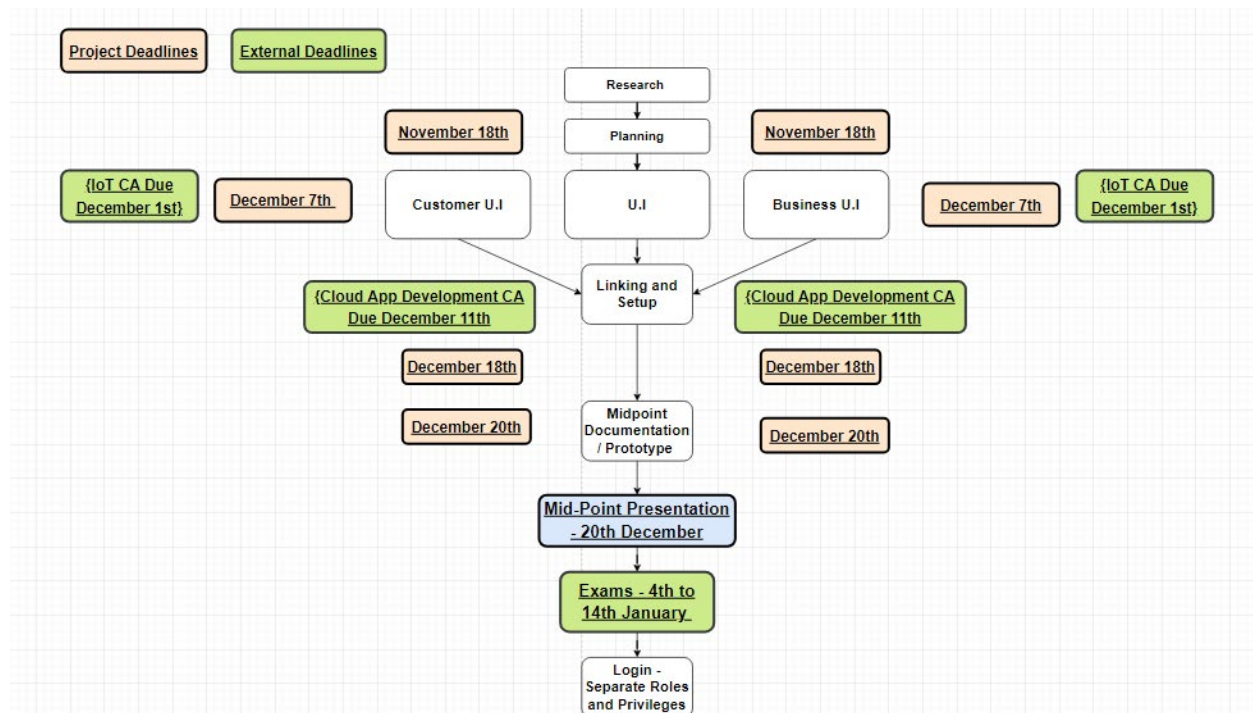 Project Deadlines
External Deadlines
Research
November 18th
Planning
November 18th
{IoT CA Due
December 1st}
December 7th
Customer U.I
U.I
Business U.I
December 7th
{IoT CA Due
December 1st}
Linking and
Setup
{Cloud App Development CA
Due December 11th
{Cloud App Development CA
Due December 11th
December 18th
December 18th
December 20th
Midpoint
Documentation
/ Prototype
December 20th
Mid-Point Presentation
- 20th December
Exams - 4th to
14th January
Login -
Separate Roles
and Privileges